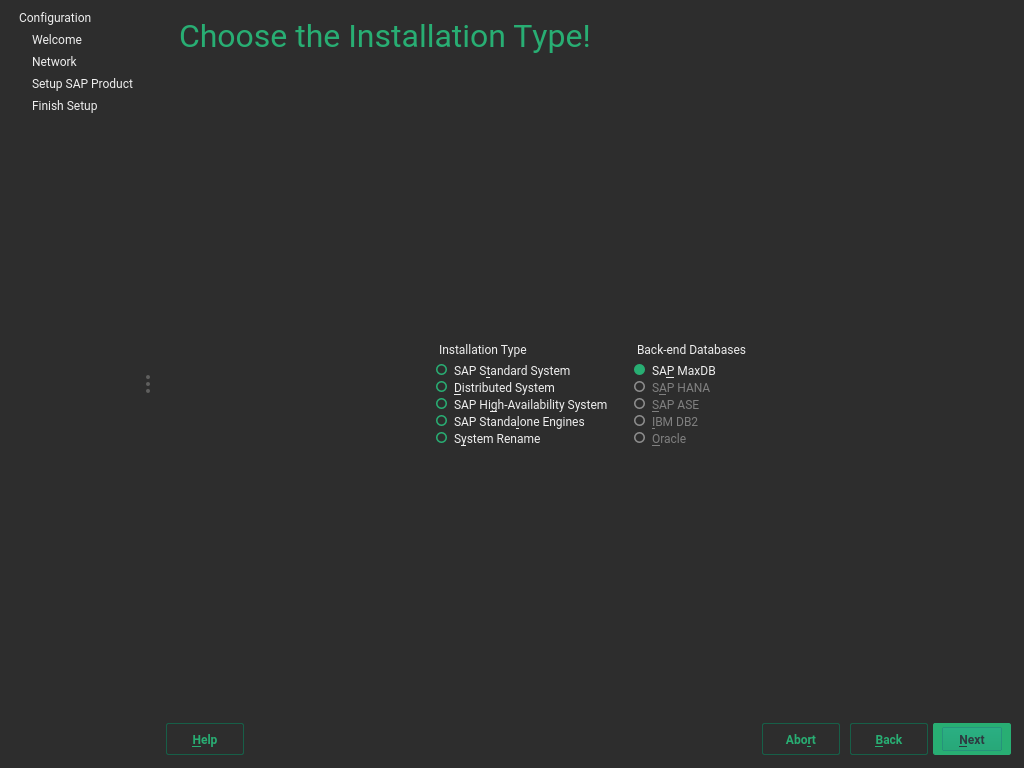 Configuration
Welcome
Network
Setup SAP Product
Finish Setup
Choose the Installation Type!
Installation Type
SAP Standard System
Distributed System
SAP High-Availability System
SAP Standalone Engines
System Rename
Back-end Databases
SAP MaxDB
SAP HANA
SAP ASE
IBM DB2
Oracle
Help
Abort
Back
Next